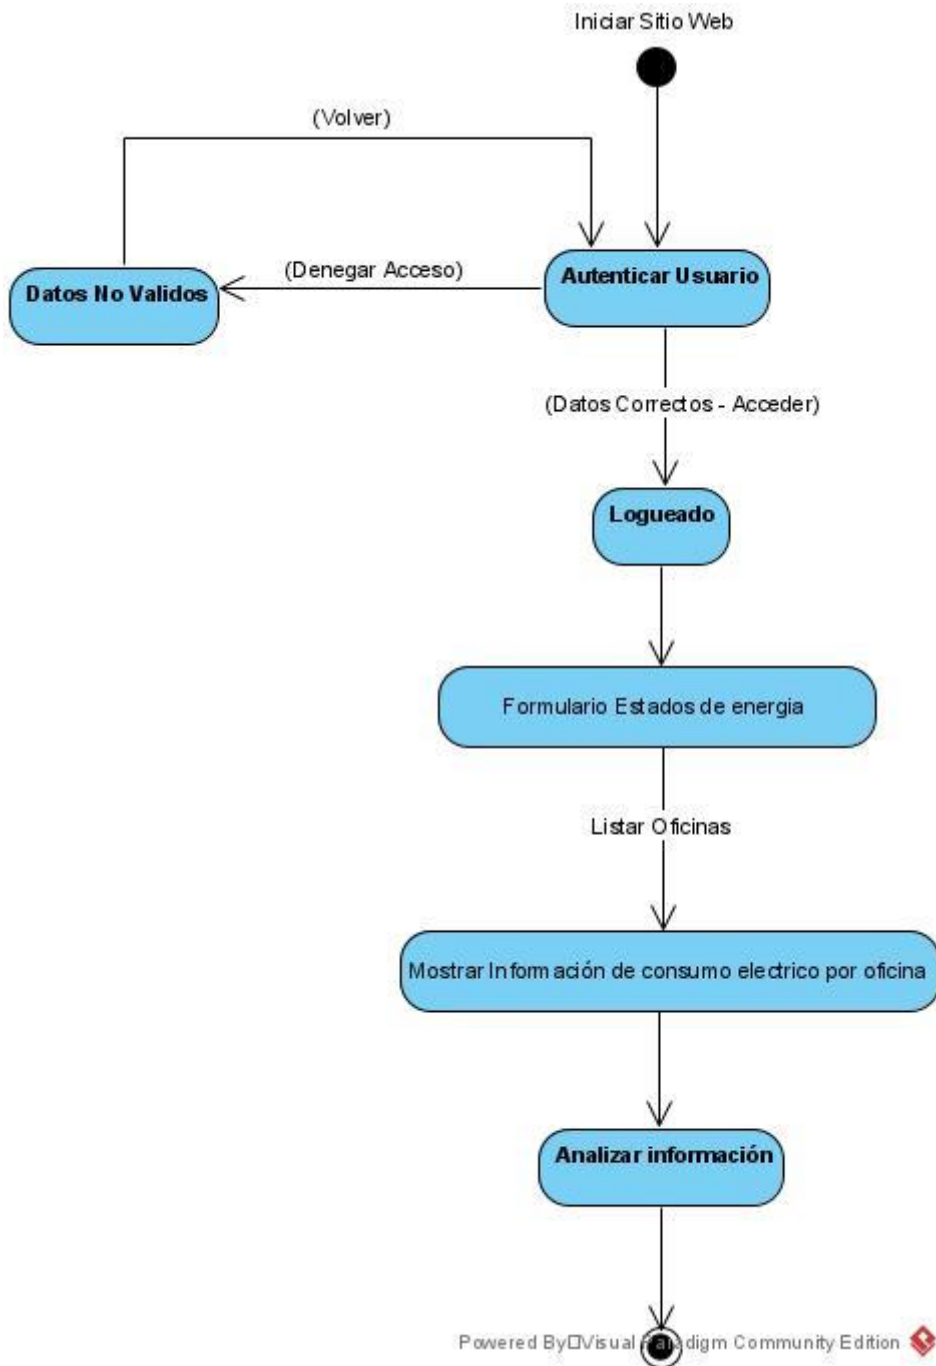 Iniciar Sitio Web
(Volver)
(Denegar Acceso)
Datos No Validos
Autenticar Usuario
(Datos Correctos - Acceder)
Logueado
Formulario Estados de energia
Listar Oficinas
Mostrar Información de consumo electrico por oficina
Analizar información
Powered By□Visual Paradigm Community Edition